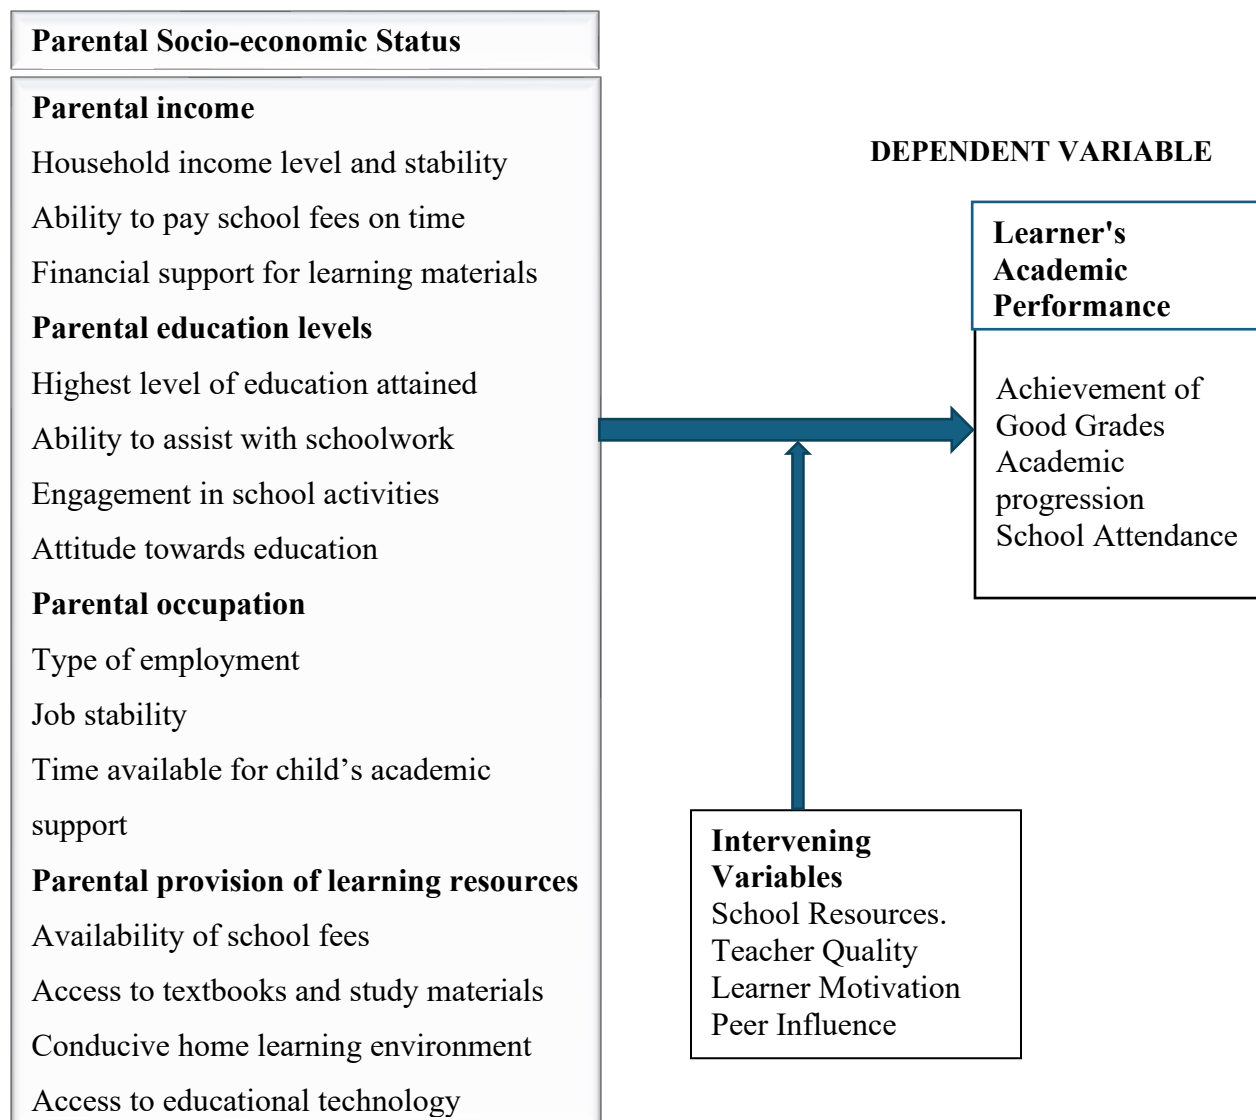 Parental Socio-economic Status
Parental income
Household income level and stability
Ability to pay school fees on time
Financial support for learning materials
Parental education levels
Highest level of education attained
Ability to assist with schoolwork
Engagement in school activities
Attitude towards education
Parental occupation
Type of employment
Job stability
Time available for child’s academic
support
Parental provision of learning resources
Availability of school fees
Access to textbooks and study materials
Conducive home learning environment
Access to educational technology
DEPENDENT VARIABLE
Learner's
Academic
Performance
Achievement of
Good Grades
Academic
progression
School Attendance
Intervening
Variables
School Resources.
Teacher Quality
Learner Motivation
Peer Influence